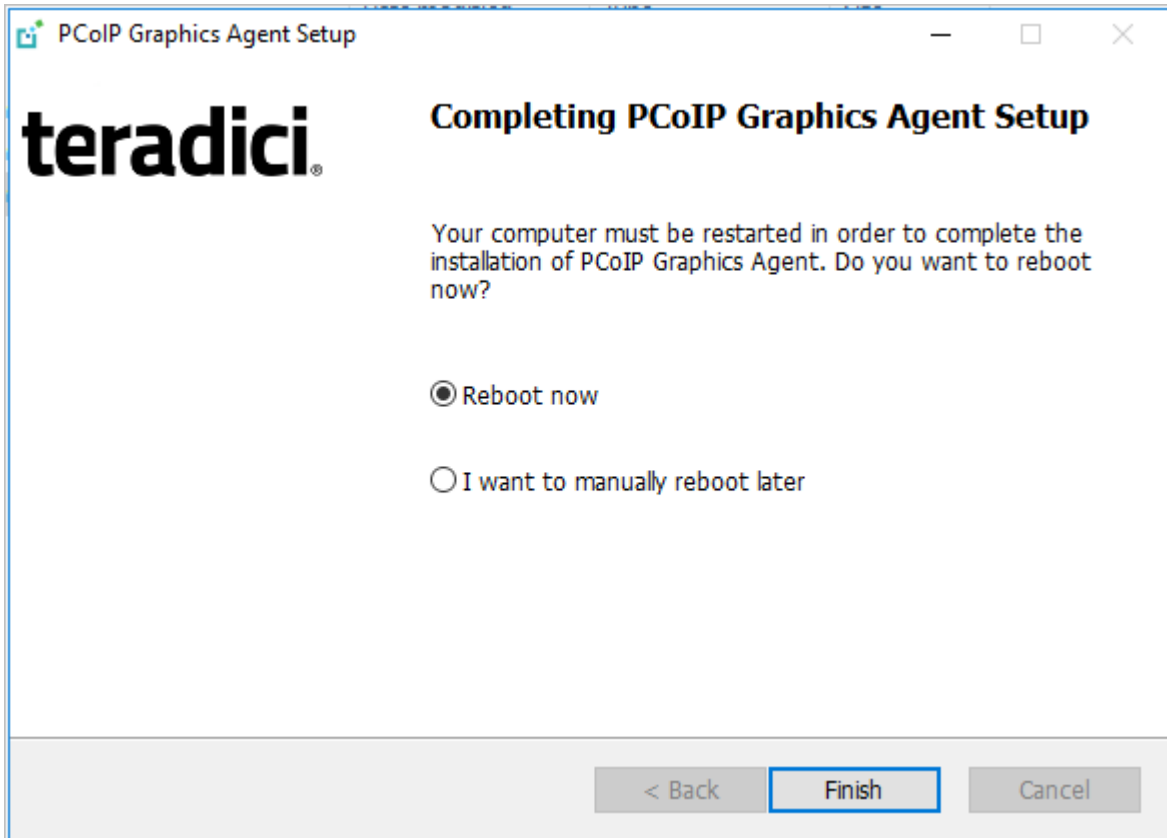 PCoIP Graphics Agent Setup
teradici®
Completing PCoIP Graphics Agent Setup
Your computer must be restarted in order to complete the
installation of PCoIP Graphics Agent. Do you want to reboot
now?
Reboot now
I want to manually reboot later
< Back
Finish
Cancel